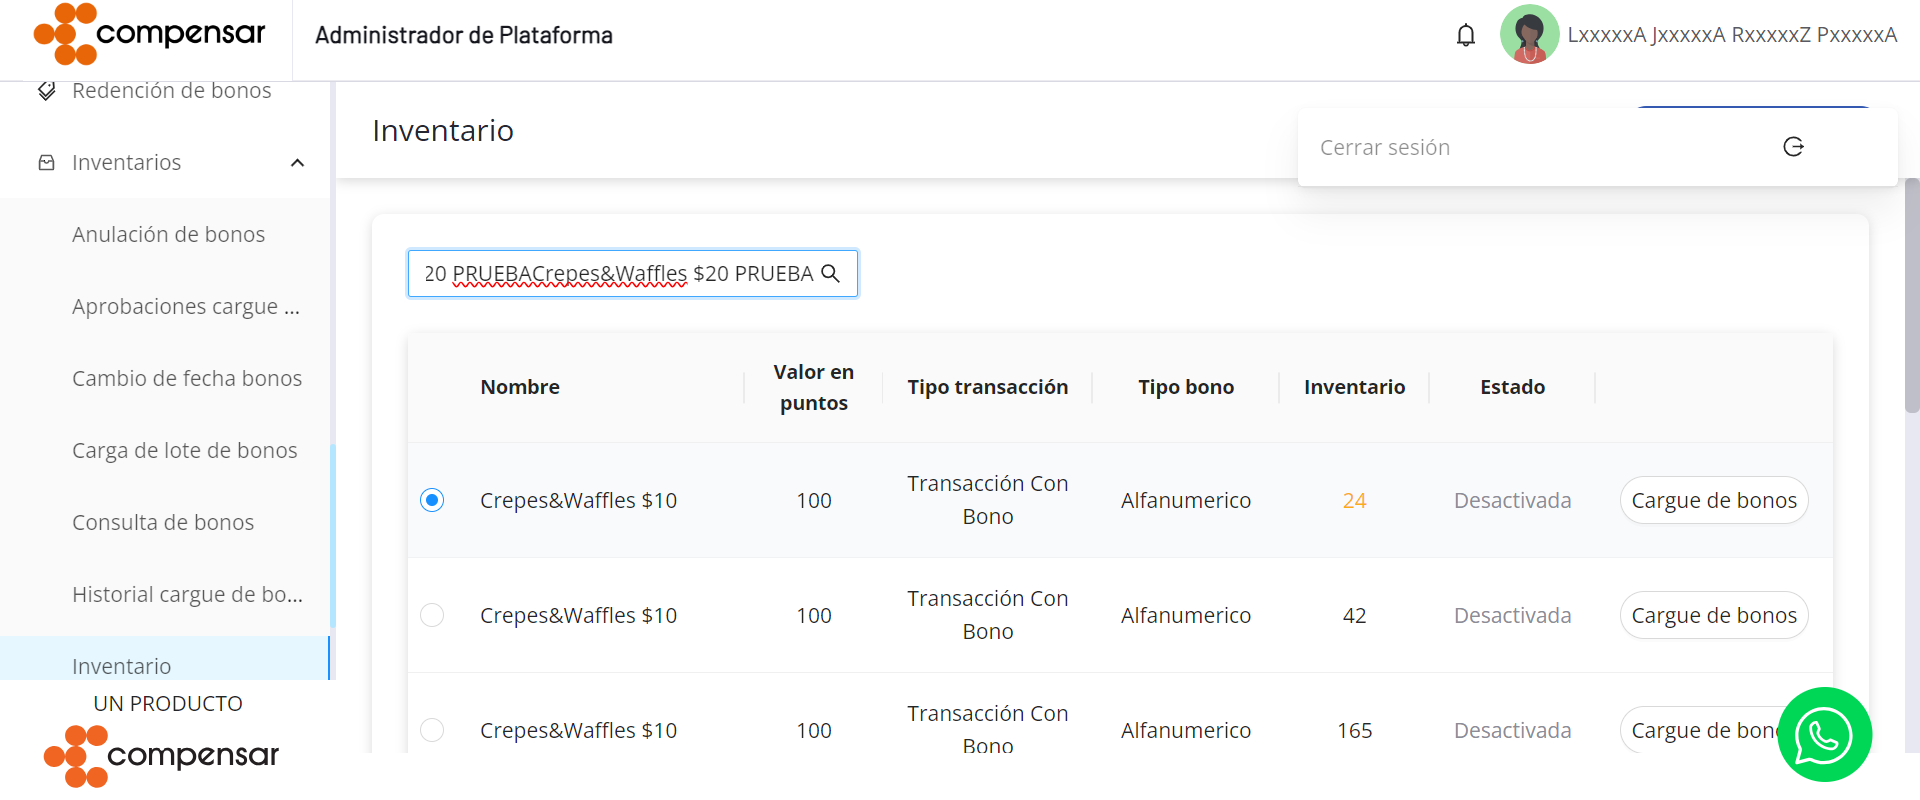 compensar
Administrador de Plataforma
LxxxxxA JxxxxxA RxxxxxZ PxxxxxA
Redención de bonos
Inventarios
Anulación de bonos
Aprobaciones cargue ...
Cambio de fecha bonos
Carga de lote de bonos
Consulta de bonos
Historial cargue de bo...
Inventario
UN PRODUCTO
compensar
Inventario
Cerrar sesión
20 PRUEBACrepes&Waffles $20 PRUEBA
Nombre
Valor en
puntos
Tipo transacción
Tipo bono
Inventario
Estado
Crepes&Waffles $10
100
Transacción Con
Bono
Alfanumerico
24
Desactivada
Cargue de bonos
Crepes&Waffles $10
100
Transacción Con
Bono
Alfanumerico
42
Desactivada
Cargue de bonos
Crepes&Waffles $10
100
Transacción Con
Bono
Alfanumerico
165
Desactivada
Cargue de bon